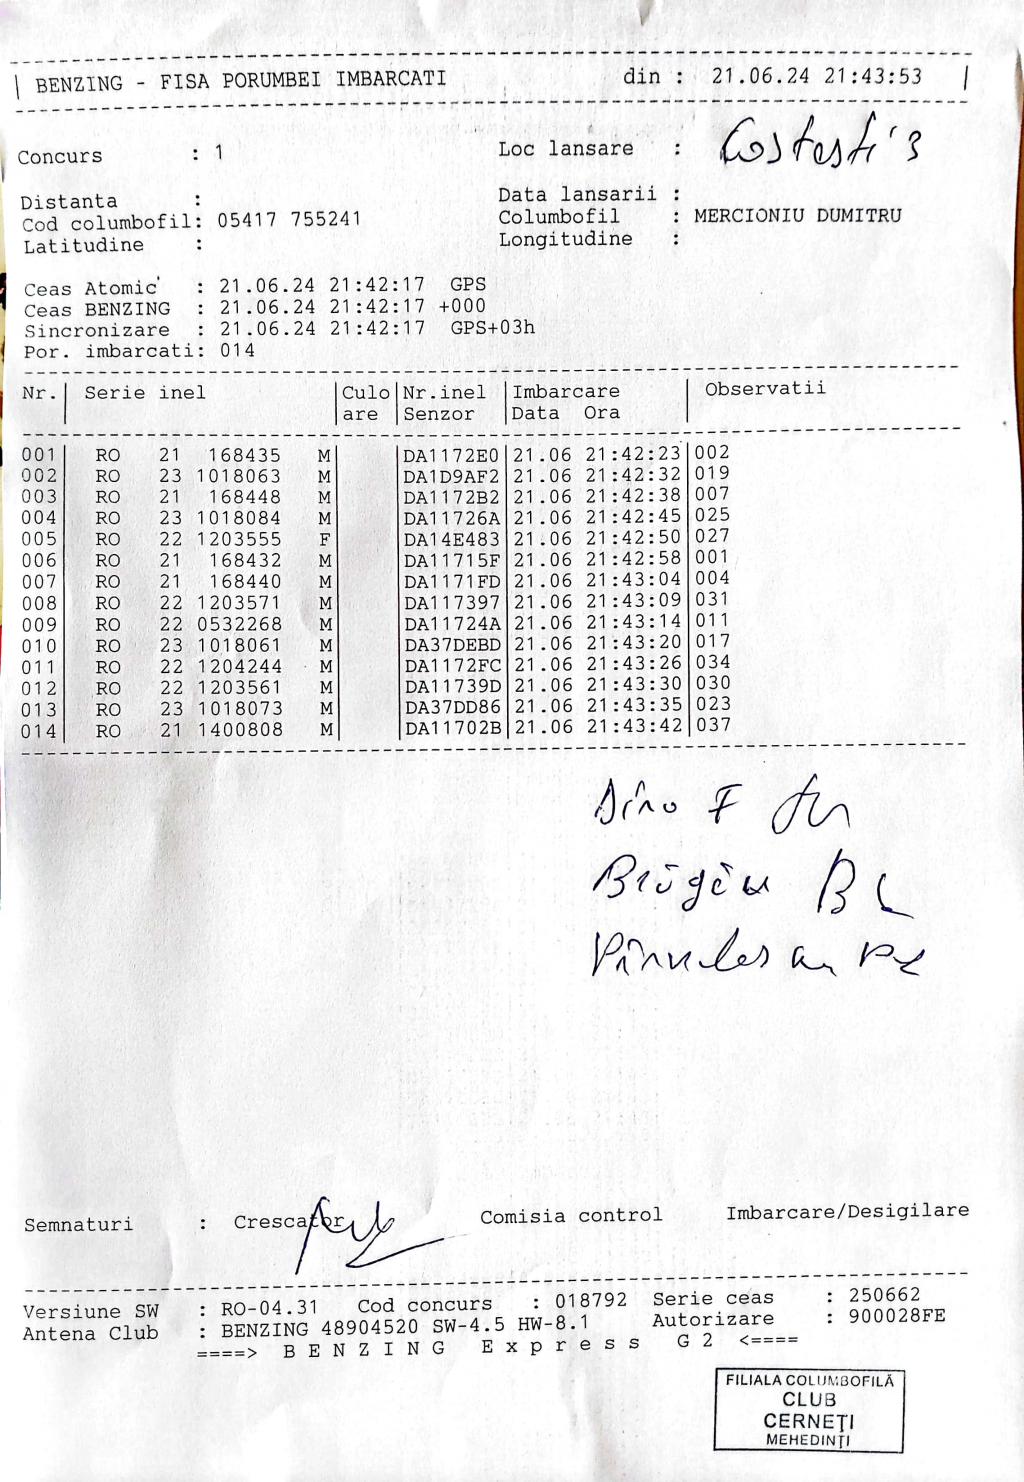 BENZING - FISA PORUMBEI IMBARCATI din : 21.06.24 21:43:53
Concurs : 1 Loc lansare : Costesti 3
Distanta : Data lansarii :
Cod columbofil: 05417 755241 Columbofil : MERCIONIU DUMITRU
Latitudine : Longitudine :
Ceas Atomic : 21.06.24 21:42:17 GPS
Ceas BENZING : 21.06.24 21:42:17 +000
Sincronizare : 21.06.24 21:42:17 GPS+03h
Por. imbarcati: 014
Nr.| Serie inel |Culo|Nr.inel |Imbarcare | Observatii
| |are |Senzor |Data Ora |
001| RO 21 168435 M| |DA1172E0|21.06 21:42:23|002
002| RO 23 1018063 M| |DA1D9AF2|21.06 21:42:32|019
003| RO 21 168448 M| |DA1172B2|21.06 21:42:38|007
004| RO 23 1018084 M| |DA11726A|21.06 21:42:45|025
005| RO 22 1203555 F| |DA14E483|21.06 21:42:50|027
006| RO 21 168432 M| |DA11715F|21.06 21:42:58|001
007| RO 21 168440 M| |DA1171FD|21.06 21:43:04|004
008| RO 22 1203571 M| |DA117397|21.06 21:43:09|031
009| RO 22 0532268 M| |DA11724A|21.06 21:43:14|011
010| RO 23 1018061 M| |DA37DEBD|21.06 21:43:20|017
011| RO 22 1204244 M| |DA1172FC|21.06 21:43:26|034
012| RO 22 1203561 M| |DA11739D|21.06 21:43:30|030
013| RO 23 1018073 M| |DA37DD86|21.06 21:43:35|023
014| RO 21 1400808 M| |DA11702B|21.06 21:43:42|037
Semnaturi : Crescator Comisia control Imbarcare/Desigilare
Versiune SW : RO-04.31 Cod concurs : 018792 Serie ceas : 250662
Antena Club : BENZING 48904520 SW-4.5 HW-8.1 Autorizare : 900028FE
====> B E N Z I N G E x p r e s s G 2 <====
FILIALA COLUMBOFILĂ
CLUB
CERNEȚI
MEHEDINȚI